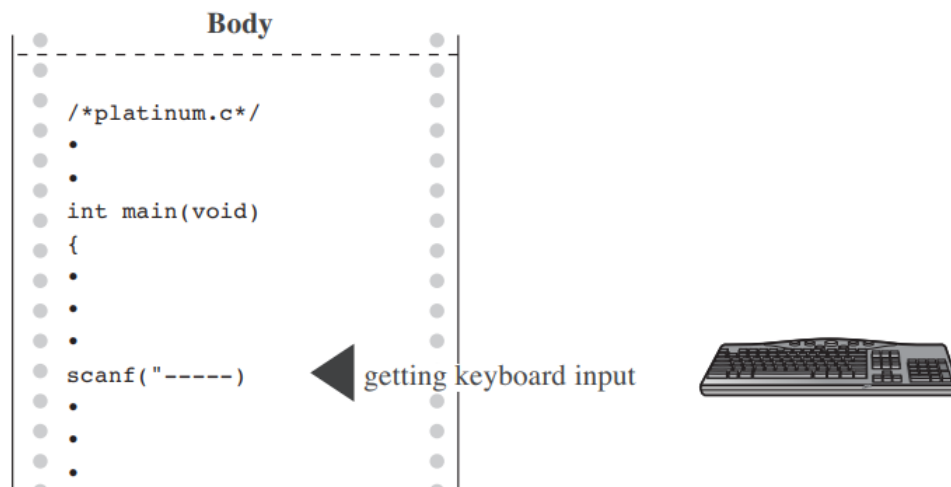 Body
/*platinum.c*/
•
•
int main(void)
{
•
•
•
scanf("-----)
getting keyboard input
•
•
•